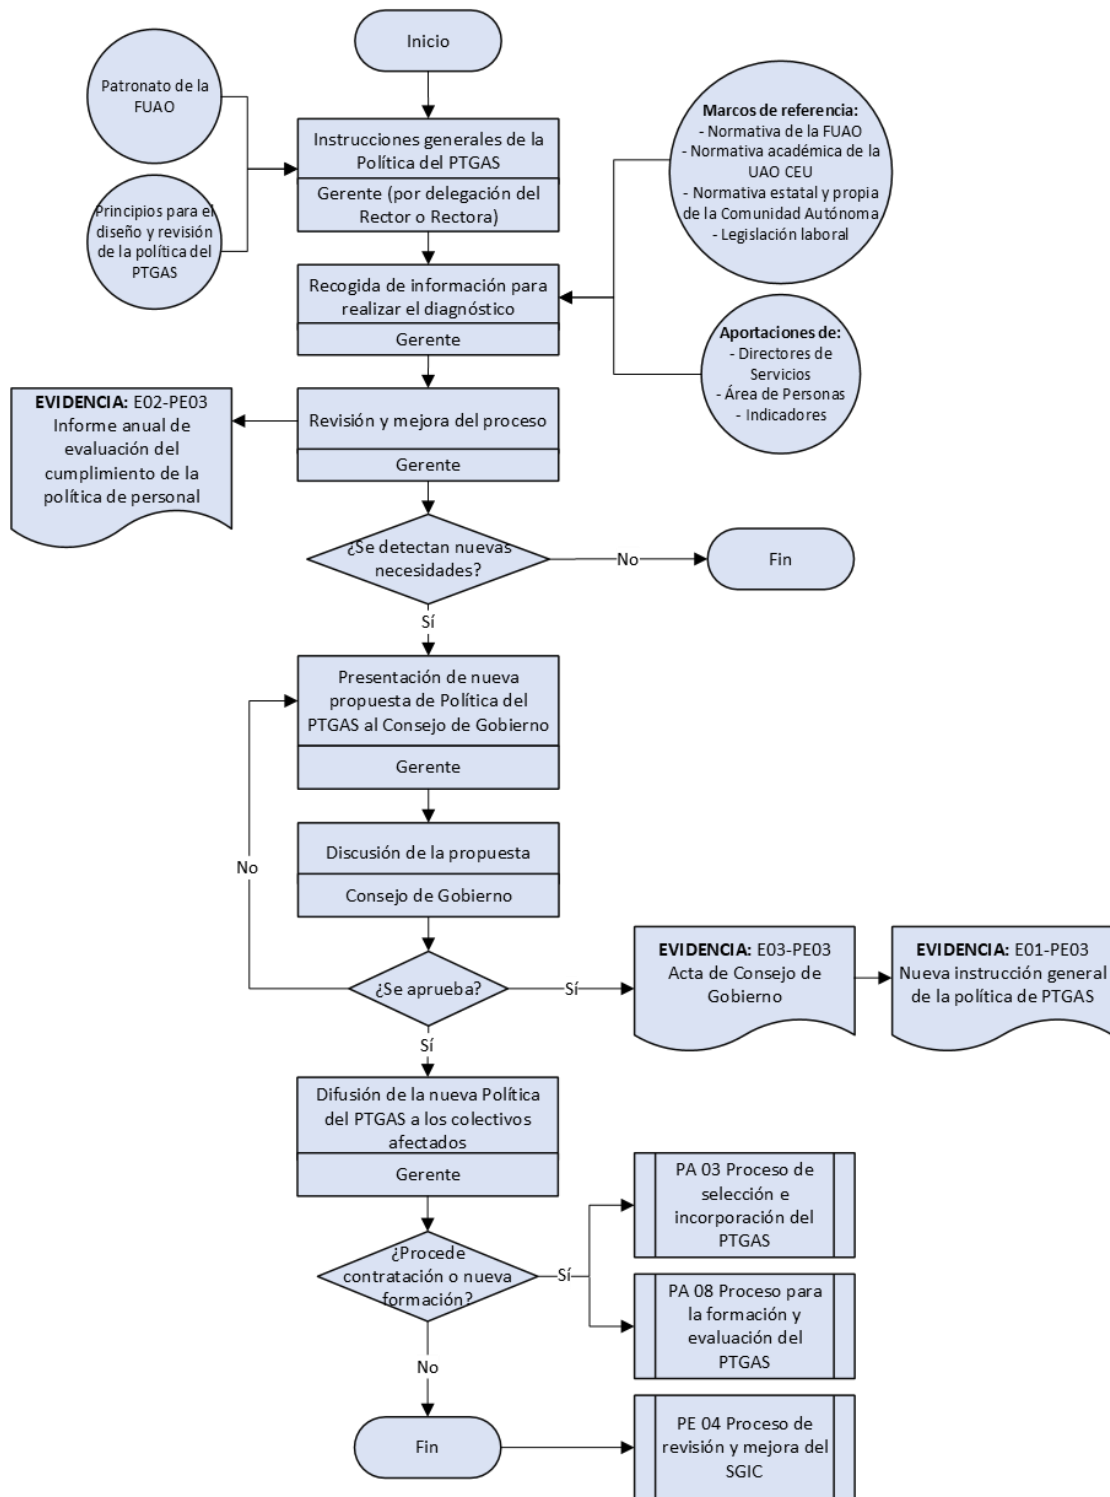 Inicio
Patronato de la
FUAO
Instrucciones generales de la
Política del PTGAS
Gerente (por delegación del
Rector o Rectora)
Principios para el
diseño y revisión
de la política del
PTGAS
Marcos de referencia:
- Normativa de la FUAO
- Normativa académica de la
UAO CEU
- Normativa estatal y propia
de la Comunidad Autónoma
- Legislación laboral
Recogida de información para
realizar el diagnóstico
Gerente
Aportaciones de:
- Directores de
Servicios
- Área de Personas
- Indicadores
Revisión y mejora del proceso
Gerente
EVIDENCIA: E02-PE03
Informe anual de
evaluación del
cumplimiento de la
política de personal
¿Se detectan nuevas
necesidades?
No
Fin
Sí
Presentación de nueva
propuesta de Política del
PTGAS al Consejo de Gobierno
Gerente
Discusión de la propuesta
Consejo de Gobierno
No
¿Se aprueba?
Sí
EVIDENCIA: E03-PE03
Acta de Consejo de
Gobierno
EVIDENCIA: E01-PE03
Nueva instrucción general
de la política de PTGAS
Sí
Difusión de la nueva Política
del PTGAS a los colectivos
afectados
Gerente
¿Procede
contratación o nueva
formación?
Sí
PA 03 Proceso de
selección e
incorporación del
PTGAS
PA 08 Proceso para
la formación y
evaluación del
PTGAS
No
Fin
PE 04 Proceso de
revisión y mejora del
SGIC